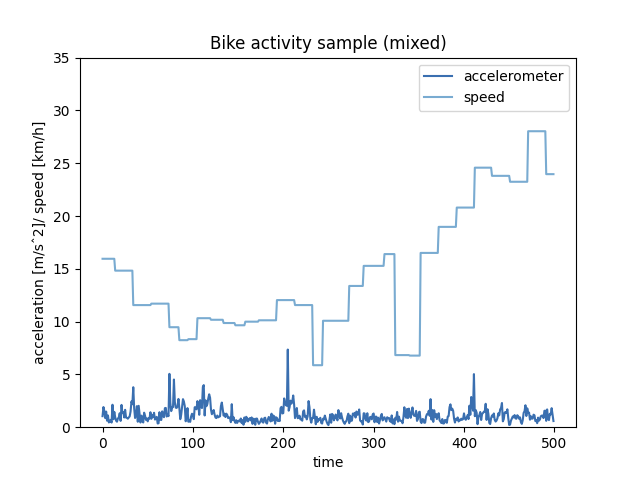 Bike activity sample (mixed)
accelerometer
speed
35
30
25
20
15
10
5
0
acceleration [m/sˆ2]/ speed [km/h]
0 100 200 300 400 500
time